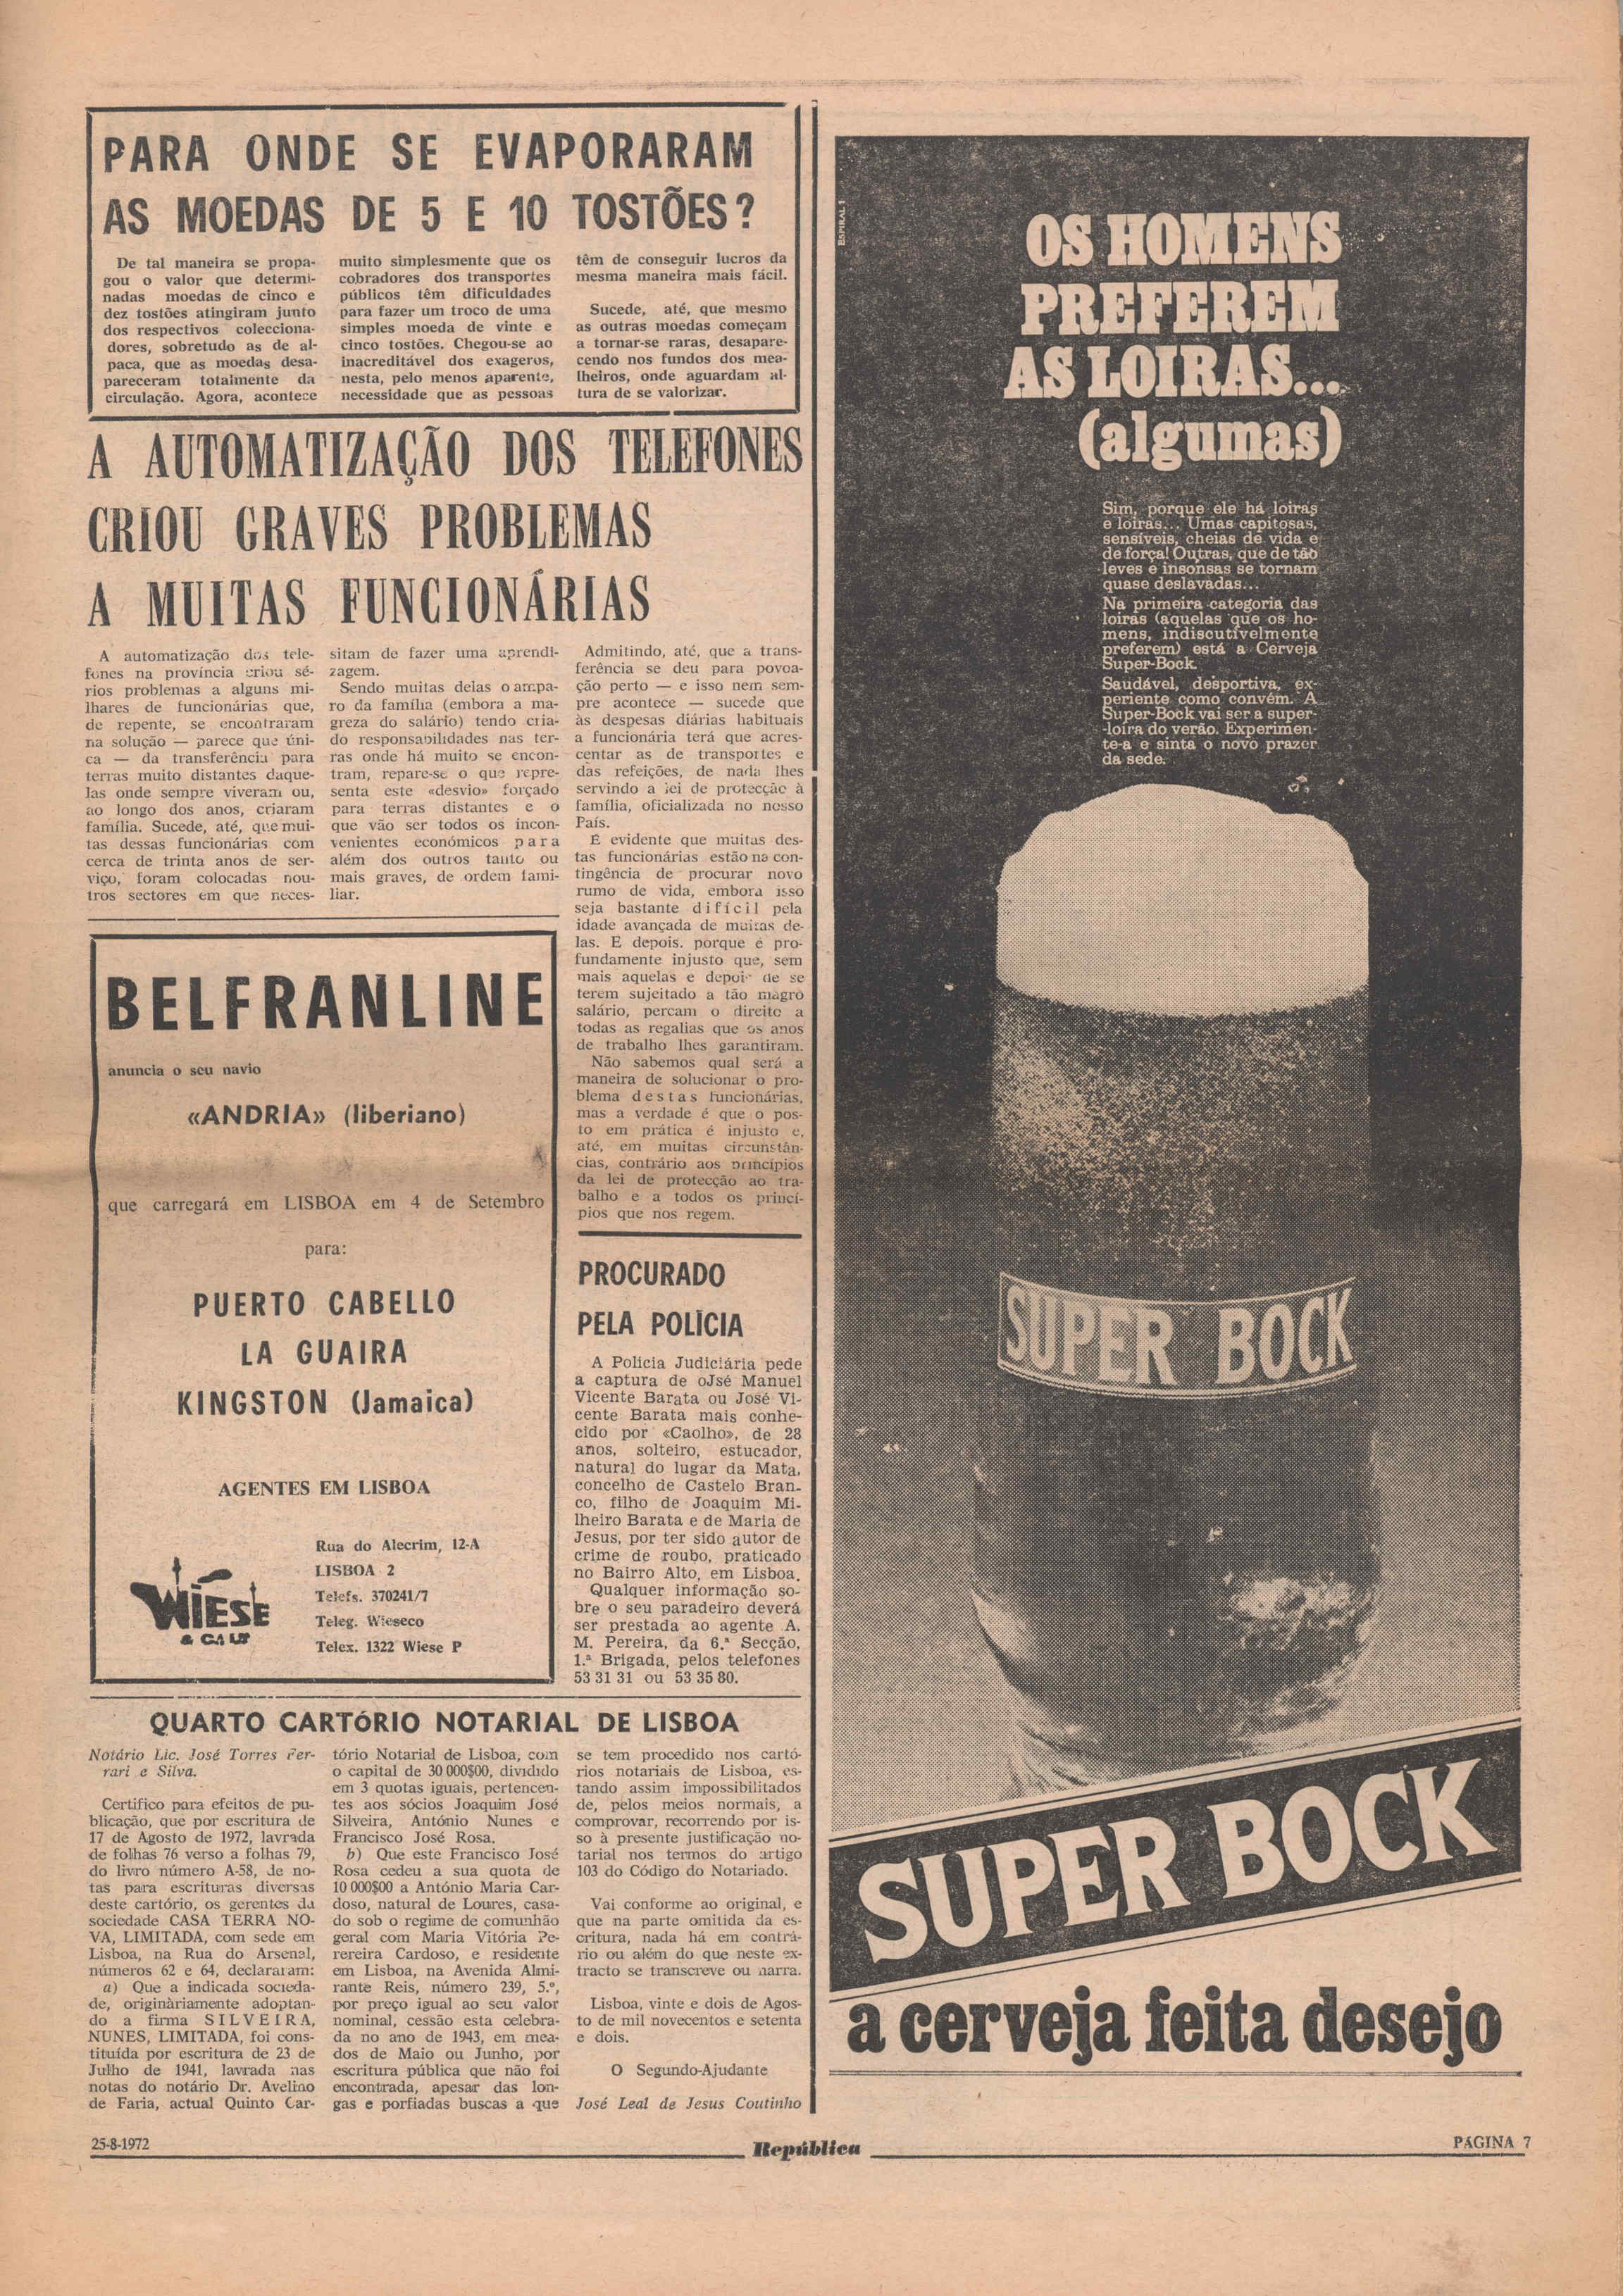 PARA ONDE SE EVAPORARAM
AS MOEDAS DE 5 E 10 TOSTÕES?
De tal maneira se propa-
gou o valor que determi-
nadas moedas de cinco e
dez tostões atingiram junto
dos respectivos colecciona-
dores, sobretudo as de al-
paca, que as moedas desa-
pareceram totalmente da
circulação. Agora, acontece
muito simplesmente que os
cobradores dos transportes
públicos têm dificuldades
para fazer um troco de uma
simples moeda de vinte e
cinco tostões. Chegou-se ao
inacreditável dos exageros,
nesta, pelo menos aparente,
necessidade que as pessoas
têm de conseguir lucros da
mesma maneira mais fácil.
Sucede, até, que mesmo
as outras moedas começam
a tornar-se raras, desapare-
cendo nos fundos dos mea-
lheiros, onde aguardam al-
tura de se valorizar.
A AUTOMATIZAÇÃO DOS TELEFONES
CRIOU GRAVES PROBLEMAS
A MUITAS FUNCIONÁRIAS
A automatização dos tele-
fones na província criou sé-
rios problemas a alguns mi-
lhares de funcionárias que,
de repente, se encontraram
na solução — parece que úni-
ca — da transferência para
terras muito distantes daque-
las onde sempre viveram ou,
ao longo dos anos, criaram
família. Sucede, até, que mui-
tas dessas funcionárias com
cerca de trinta anos de ser-
viço, foram colocadas nou-
tros sectores em que neces-
sitam de fazer uma aprendi-
zagem.
Sendo muitas delas o ampa-
ro da família (embora a ma-
greza do salário) tendo cria-
do responsabilidades nas ter-
ras onde há muito se encon-
tram, repare-se o que repre-
senta este «desvio» forçado
para terras distantes e o
que vão ser todos os incon-
venientes económicos para
além dos outros tanto ou
mais graves, de ordem fami-
liar.
Admitindo, até, que a trans-
ferência se deu para povoa-
ção perto — e isso nem sem-
pre acontece — sucede que
às despesas diárias habituais
a funcionária terá que acres-
centar as de transportes e
das refeições, de nada lhes
servindo a lei de protecção à
família, oficializada no nosso
País.
É evidente que muitas des-
tas funcionárias estão na con-
tingência de procurar novo
rumo de vida, embora isso
seja bastante difícil pela
idade avançada de muitas de-
las. E depois. porque é pro-
fundamente injusto que, sem
mais aquelas e depois de se
terem sujeitado a tão magro
salário, percam o direito a
todas as regalias que os anos
de trabalho lhes garantiram.
Não sabemos qual será a
maneira de solucionar o pro-
blema destas funcionárias,
mas a verdade é que o pos-
to em prática é injusto e,
até, em muitas circunstân-
cias, contrário aos princípios
da lei de protecção ao tra-
balho e a todos os princí-
pios que nos regem.
BELFRANLINE
anuncia o seu navio
«ANDRIA» (liberiano)
que carregará em LISBOA em 4 de Setembro
para:
PUERTO CABELLO
LA GUAIRA
KINGSTON (Jamaica)
AGENTES EM LISBOA
WIESE
& CA LDA
Rua do Alecrim, 12-A
LISBOA 2
Telefs. 370241/7
Teleg. Wieseco
Telex. 1322 Wiese P
PROCURADO
PELA POLÍCIA
A Polícia Judiciária pede
a captura de oJsé Manuel
Vicente Barata ou José Vi-
cente Barata mais conhe-
cido por «Caolho», de 28
anos, solteiro, estucador,
natural do lugar da Mata,
concelho de Castelo Bran-
co, filho de Joaquim Mi-
lheiro Barata e de Maria de
Jesus, por ter sido autor de
crime de roubo, praticado
no Bairro Alto, em Lisboa.
Qualquer informação so-
bre o seu paradeiro deverá
ser prestada ao agente A.
M. Pereira, da 6.ª Secção,
1.ª Brigada, pelos telefones
53 31 31 ou 53 35 80.
QUARTO CARTÓRIO NOTARIAL DE LISBOA
Notário Lic. José Torres Fer-
rari e Silva.
Certifico para efeitos de pu-
blicação, que por escritura de
17 de Agosto de 1972, lavrada
de folhas 76 verso a folhas 79,
do livro número A-58, de no-
tas para escrituras diversas
deste cartório, os gerentes da
sociedade CASA TERRA NO-
VA, LIMITADA, com sede em
Lisboa, na Rua do Arsenal,
números 62 e 64, declararam:
a) Que a indicada socieda-
de, originàriamente adoptan-
do a firma SILVEIRA,
NUNES, LIMITADA, foi cons-
tituída por escritura de 23 de
Julho de 1941, lavrada nas
notas do notário Dr. Avelino
de Faria, actual Quinto Car-
tório Notarial de Lisboa, com
o capital de 30 000$00, dividido
em 3 quotas iguais, pertencen-
tes aos sócios Joaquim José
Silveira, António Nunes e
Francisco José Rosa.
b) Que este Francisco José
Rosa cedeu a sua quota de
10 000$00 a António Maria Car-
doso, natural de Loures, casa-
do sob o regime de comunhão
geral com Maria Vitória Pe-
rereira Cardoso, e residente
em Lisboa, na Avenida Almi-
rante Reis, número 239, 5.º,
por preço igual ao seu valor
nominal, cessão esta celebra-
da no ano de 1943, em mea-
dos de Maio ou Junho, por
escritura pública que não foi
encontrada, apesar das lon-
gas e porfiadas buscas a que
se tem procedido nos cartó-
rios notariais de Lisboa, es-
tando assim impossibilitados
de, pelos meios normais, a
comprovar, recorrendo por is-
so à presente justificação no-
tarial nos termos do artigo
103 do Código do Notariado.
Vai conforme ao original, e
que na parte omitida da es-
critura, nada há em contrá-
rio ou além do que neste ex-
tracto se transcreve ou narra.
Lisboa, vinte e dois de Agos-
to de mil novecentos e setenta
e dois.
O Segundo-Ajudante
José Leal de Jesus Coutinho
ESPIRAL 1
OS HOMENS
PREFEREM
AS LOIRAS...
(algumas)
Sim, porque ele há loiras
e loiras... Umas capitosas,
sensíveis, cheias de vida e
de força! Outras, que de tão
leves e insonsas se tornam
quase deslavadas...
Na primeira categoria das
loiras (aquelas que os ho-
mens, indiscutívelmente
preferem) está a Cerveja
Super-Bock.
Saudável, desportiva, ex-
periente como convém. A
Super-Bock vai ser a super-
-loira do verão. Experimen-
te-a e sinta o novo prazer
da sede.
SUPER BOCK
SUPER BOCK
a cerveja feita desejo
25-8-1972
República
PÁGINA 7